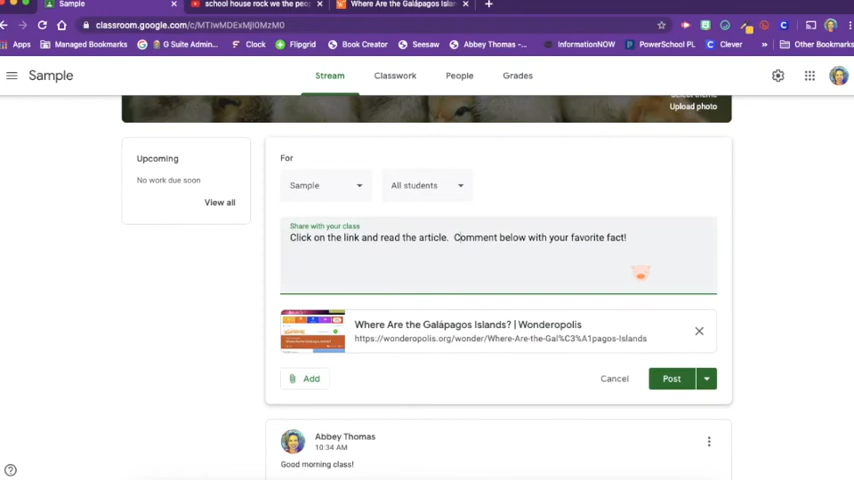 Sample
school house rock we the peo
Where Are the Galápagos Islan
classroom.google.com/c/MTIwMDExMjI0MzM0
Apps
Managed Bookmarks
G Suite Admin...
Clock
Flipgrid
Book Creator
Seesaw
Abbey Thomas -...
InformationNOW
PowerSchool PL
Clever
»
Other Bookmarks
Sample
Stream
Classwork
People
Grades
Select theme
Upload photo
Upcoming
No work due soon
View all
For
Sample
All students
Share with your class
Click on the link and read the article. Comment below with your favorite fact!
Where Are the Galápagos Islands? | Wonderopolis
https://wonderopolis.org/wonder/Where-Are-the-Gal%C3%A1pagos-Islands
Add
Cancel
Post
Abbey Thomas
10:34 AM
Good morning class!